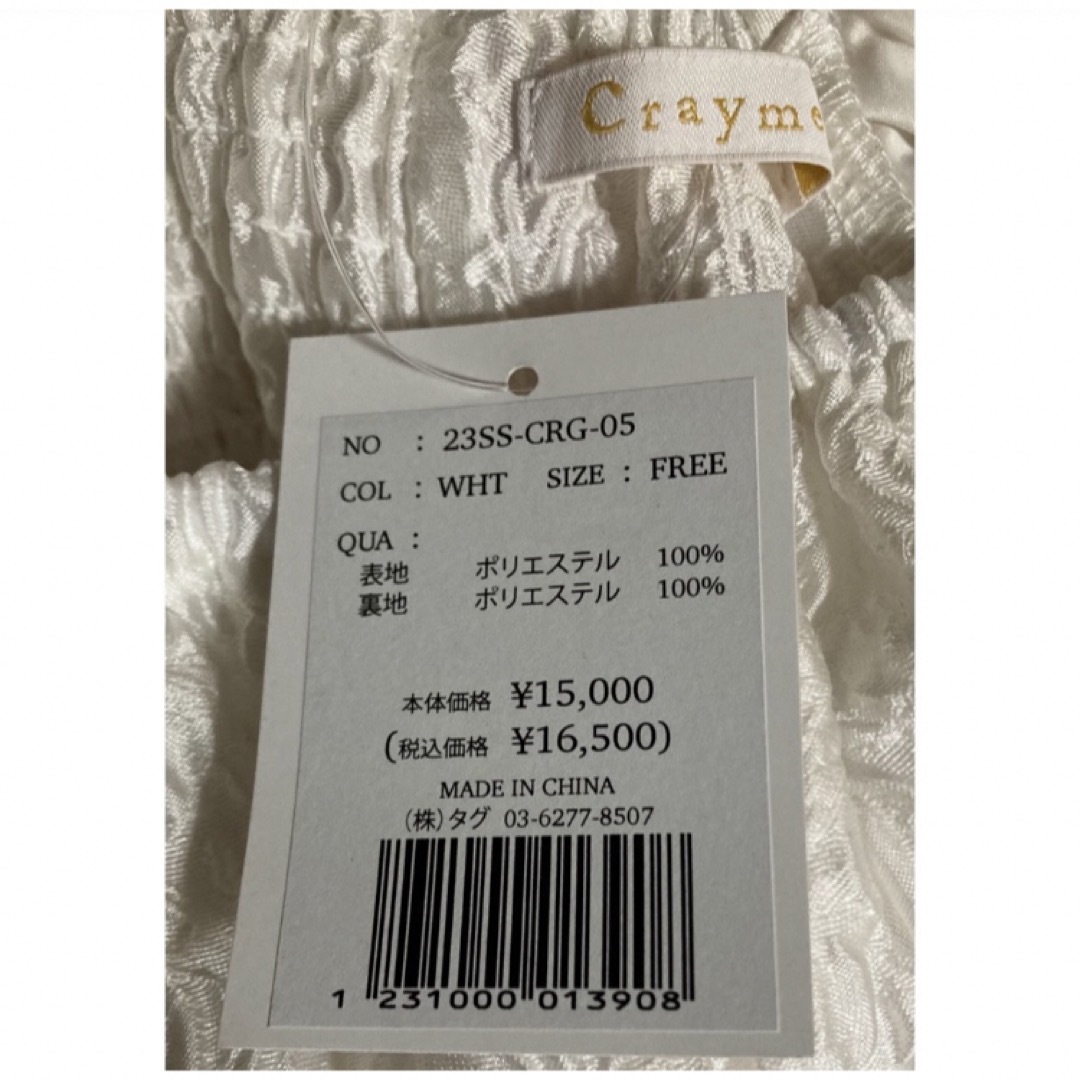 Crayme
NO : 23SS-CRG-05
COL : WHT SIZE : FREE
QUA :
表地 ポリエステル 100%
裏地 ポリエステル 100%
本体価格 ¥15,000
(税込価格 ¥16,500)
MADE IN CHINA
(株)タグ 03-6277-8507
1 231000 013908